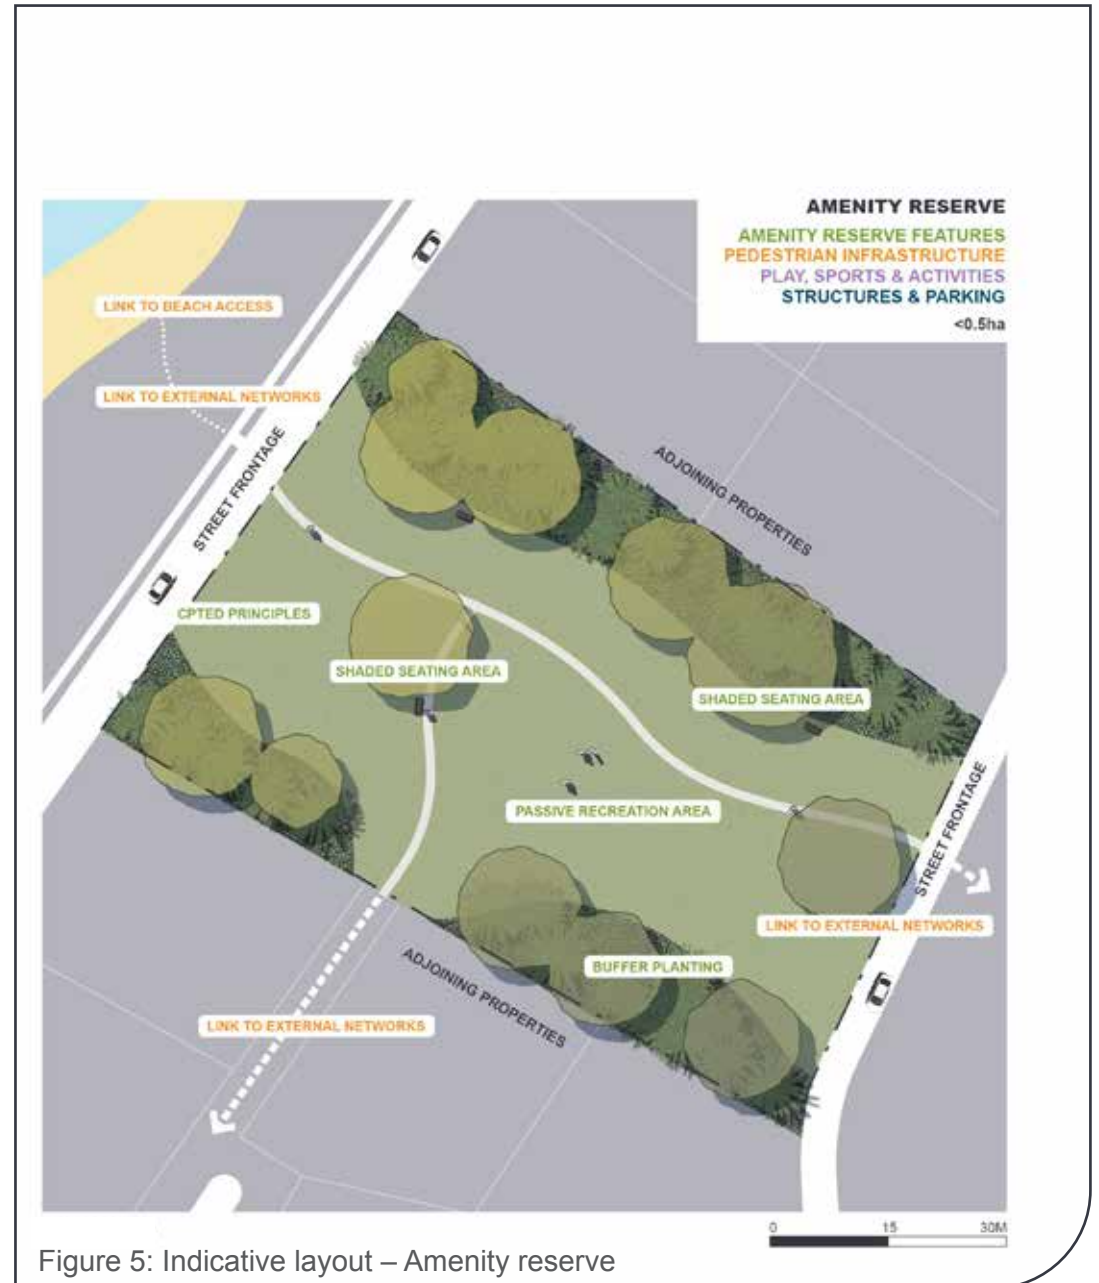 AMENITY RESERVE
AMENITY RESERVE FEATURES
PEDESTRIAN INFRASTRUCTURE
PLAY, SPORTS & ACTIVITIES
STRUCTURES & PARKING
<0.5ha
LINK TO BEACH ACCESS
LINK TO EXTERNAL NETWORKS
STREET FRONTAGE
ADJOINING PROPERTIES
CPTED PRINCIPLES
SHADED SEATING AREA
SHADED SEATING AREA
PASSIVE RECREATION AREA
STREET FRONTAGE
LINK TO EXTERNAL NETWORKS
BUFFER PLANTING
ADJOINING PROPERTIES
LINK TO EXTERNAL NETWORKS
0 15 30M
Figure 5: Indicative layout – Amenity reserve